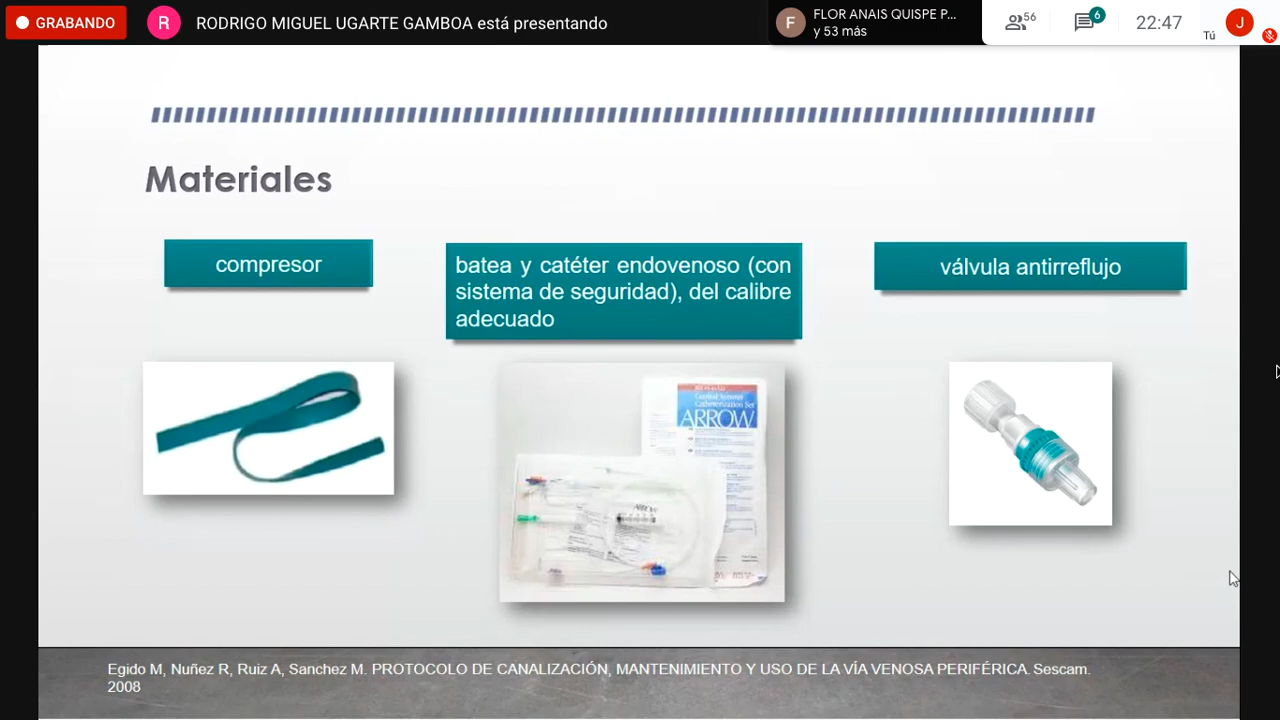 GRABANDO
R
RODRIGO MIGUEL UGARTE GAMBOA está presentando
F
FLOR ANAIS QUISPE P...
y 53 más
56
6
22:47
Tú
J
Materiales
compresor
batea y catéter endovenoso (con
sistema de seguridad), del calibre
adecuado
válvula antirreflujo
ARROW
ARROW
Egido M, Nuñez R, Ruiz A, Sanchez M. PROTOCOLO DE CANALIZACIÓN, MANTENIMIENTO Y USO DE LA VÍA VENOSA PERIFÉRICA. Sescam.
2008